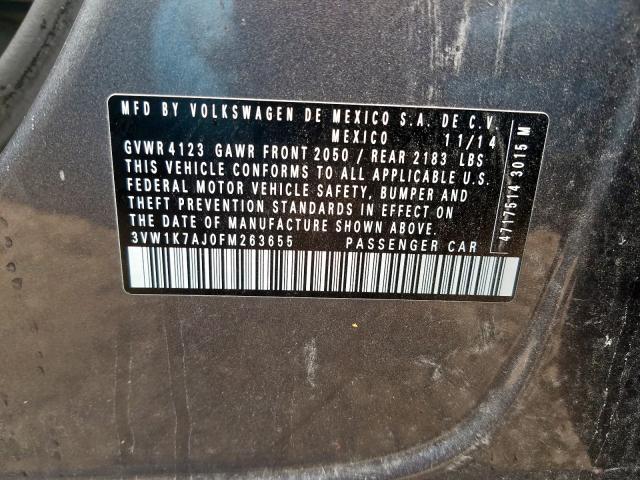 MFD BY VOLKSWAGEN DE MEXICO S.A. DE C.V.
MEXICO 11/14
GVWR 4123 GAWR FRONT 2050 / REAR 2183 LBS
THIS VEHICLE CONFORMS TO ALL APPLICABLE U.S.
FEDERAL MOTOR VEHICLE SAFETY, BUMPER AND
THEFT PREVENTION STANDARDS IN EFFECT ON
THE DATE OF MANUFACTURE SHOWN ABOVE.
3VW1K7AJ0FM263655 PASSENGER CAR
4717614 3015 M